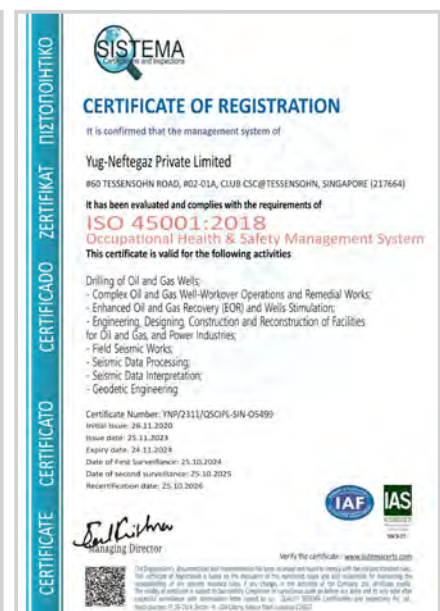 SISTEMA
Certifications and Inspections
CERTIFICATE OF REGISTRATION
It is confirmed that the management system of
Yug-Neftegaz Private Limited
#60 TESSENSOHN ROAD, #02-01A, CLUB CSC@TESSENSOHN, SINGAPORE (217664)
It has been evaluated and complies with the requirements of
ISO 45001:2018
Occupational Health & Safety Management System
This certificate is valid for the following activities
Drilling of Oil and Gas Wells;
- Complex Oil and Gas Well-Workover Operations and Remedial Works;
- Enhanced Oil and Gas Recovery (EOR) and Wells Stimulation;
- Engineering, Designing, Construction and Reconstruction of Facilities
for Oil and Gas, and Power Industries;
- Field Seismic Works;
- Seismic Data Processing;
- Seismic Data Interpretation;
- Geodetic Engineering
Certificate Number: YNP/2311/QSCIPL-SIN-O5499
Initial Issue: 26.11.2020
Issue date: 25.11.2023
Expiry date: 24.11.2024
Date of First Surveillance: 25.10.2024
Date of second surveillance: 25.10.2025
Recertification date: 25.10.2026
IAF
IAS
Managing Director
Verify the certificate: www.sistemacerts.com
CERTIFICATE CERTIFICATO CERTIFICADO ZERTIFIKAT ΠΙΣΤΟΠΟΙΗΤΙΚΟ